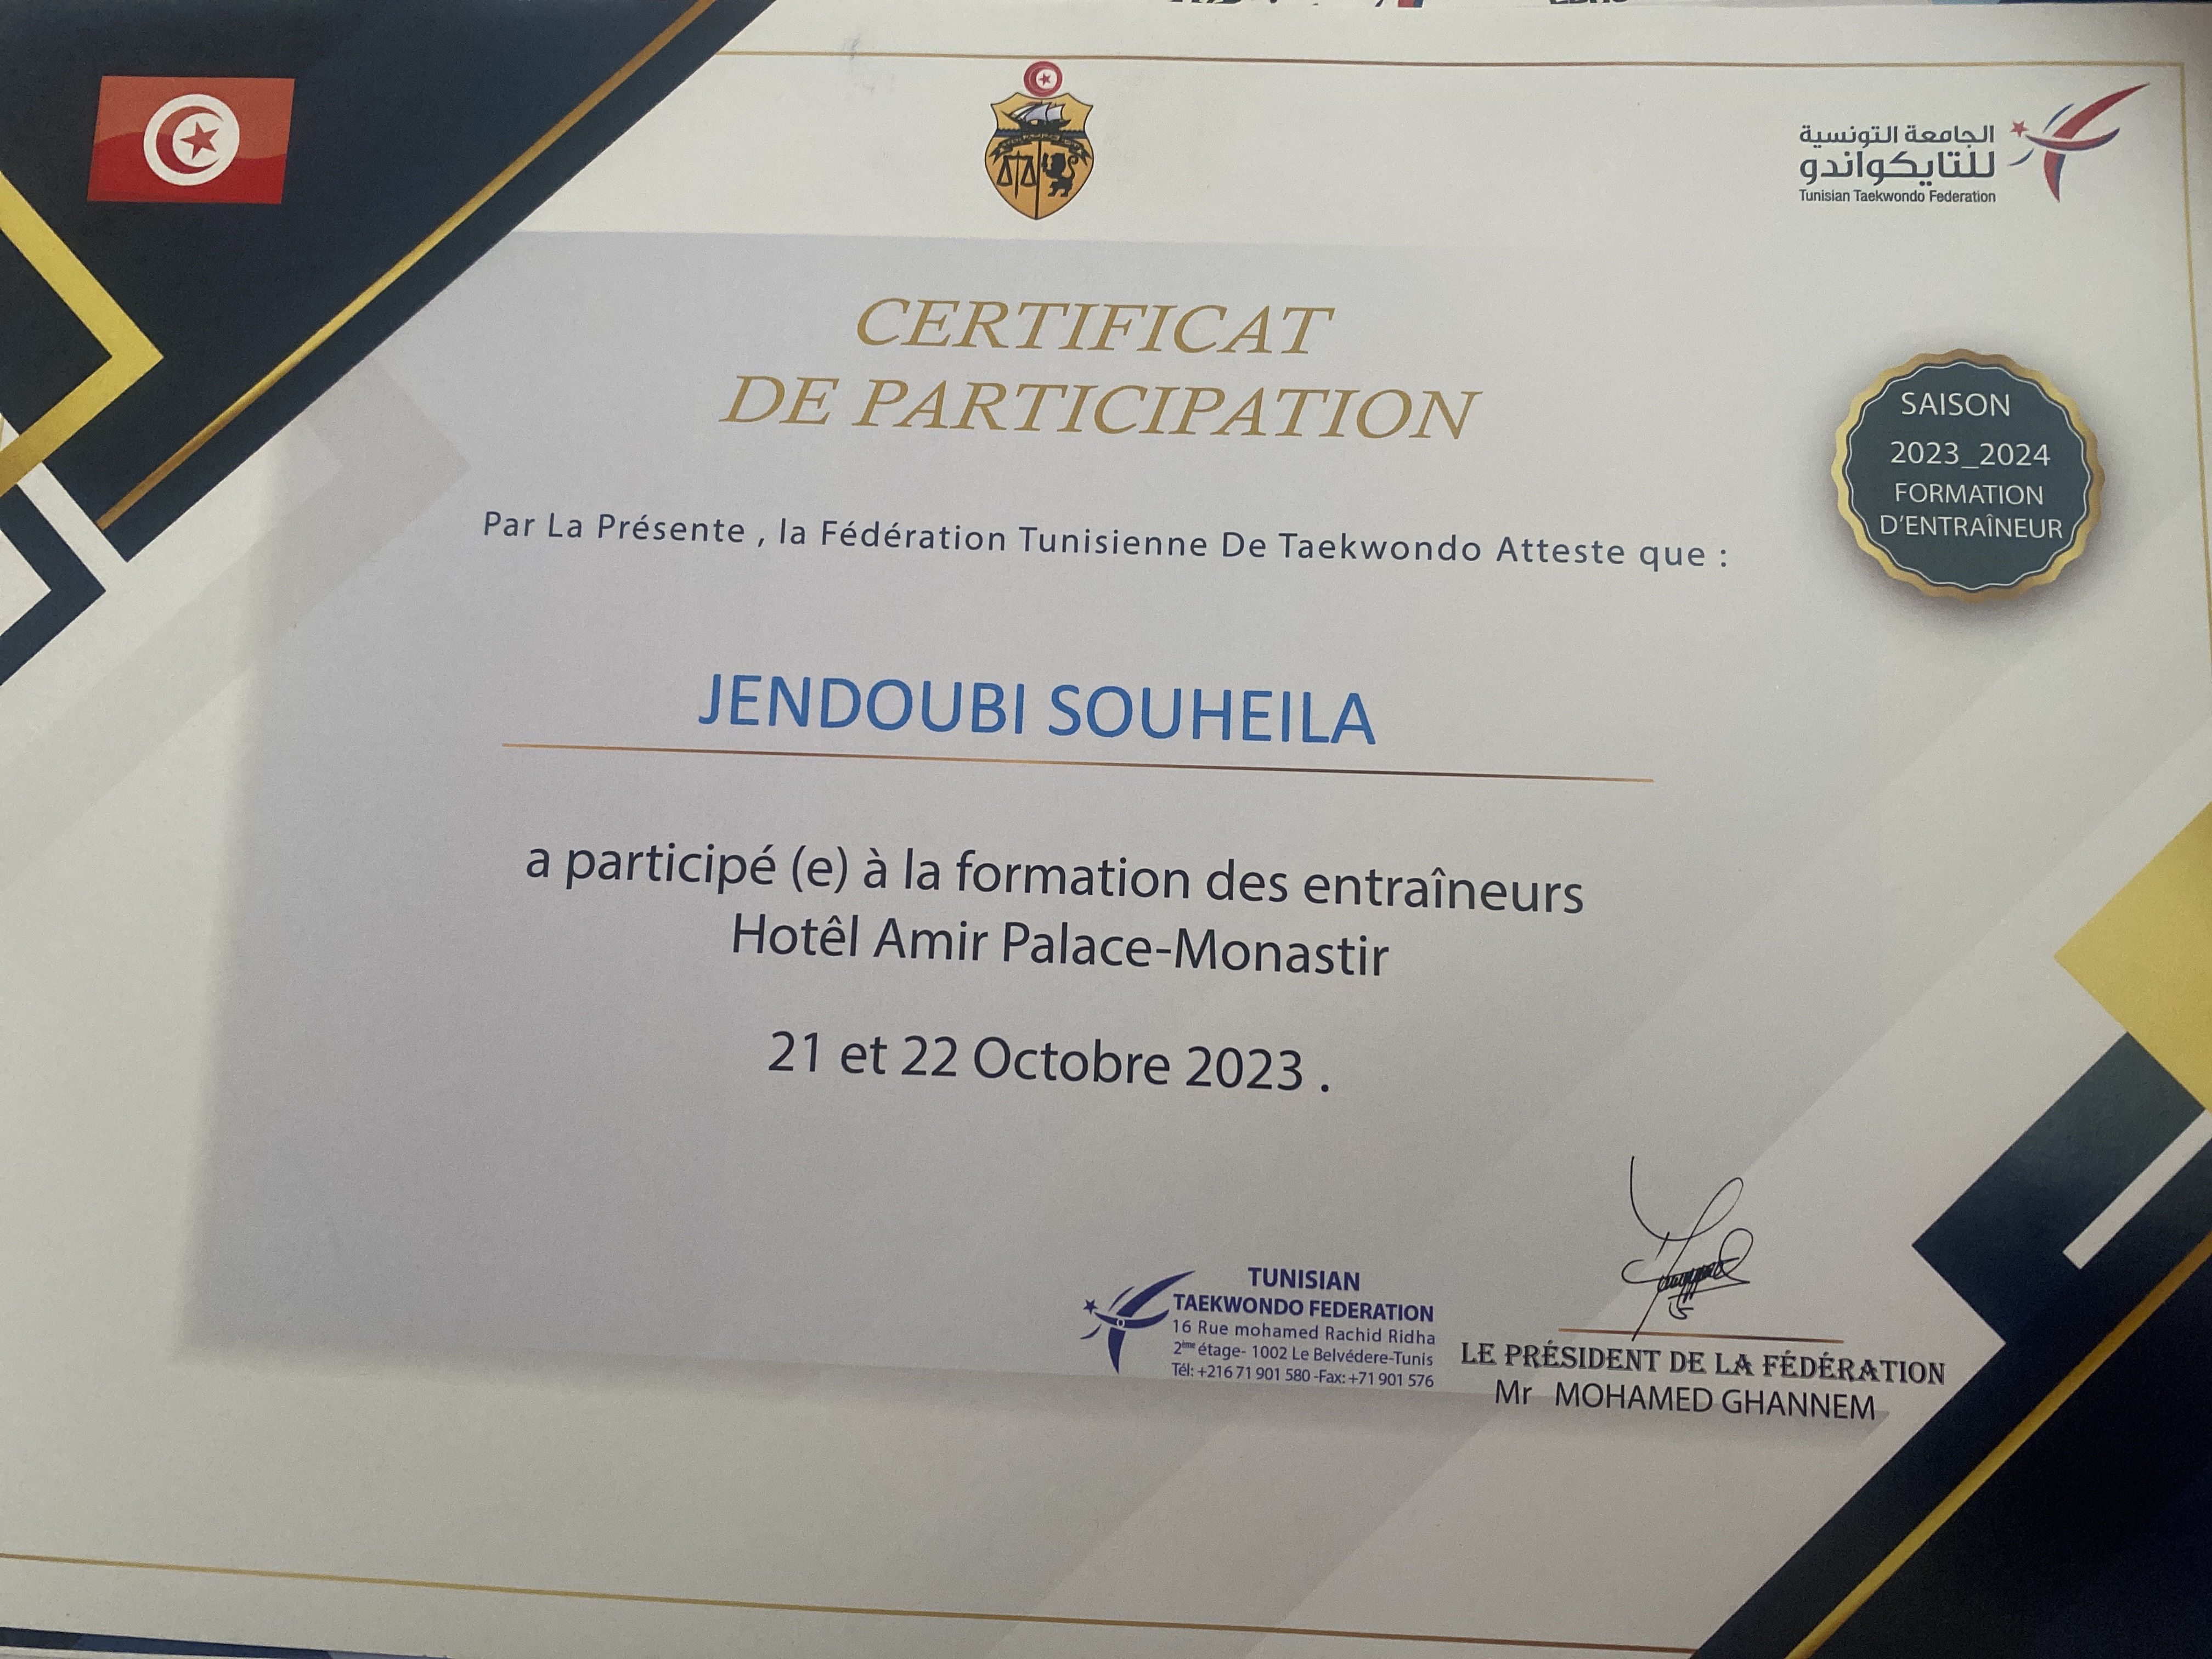 الجامعة التونسية
للتايكواندو
Tunisian Taekwondo Federation
CERTIFICAT
DE PARTICIPATION
SAISON
2023_2024
FORMATION
D'ENTRAÎNEUR
Par La Présente , la Fédération Tunisienne De Taekwondo Atteste que :
JENDOUBI SOUHEILA
a participé (e) à la formation des entraîneurs
Hotêl Amir Palace-Monastir
21 et 22 Octobre 2023 .
TUNISIAN
TAEKWONDO FEDERATION
16 Rue mohamed Rachid Ridha
2ème étage- 1002 Le Belvédere-Tunis
Tél: +216 71 901 580 -Fax: +71 901 576
LE PRÉSIDENT DE LA FÉDÉRATION
Mr MOHAMED GHANNEM